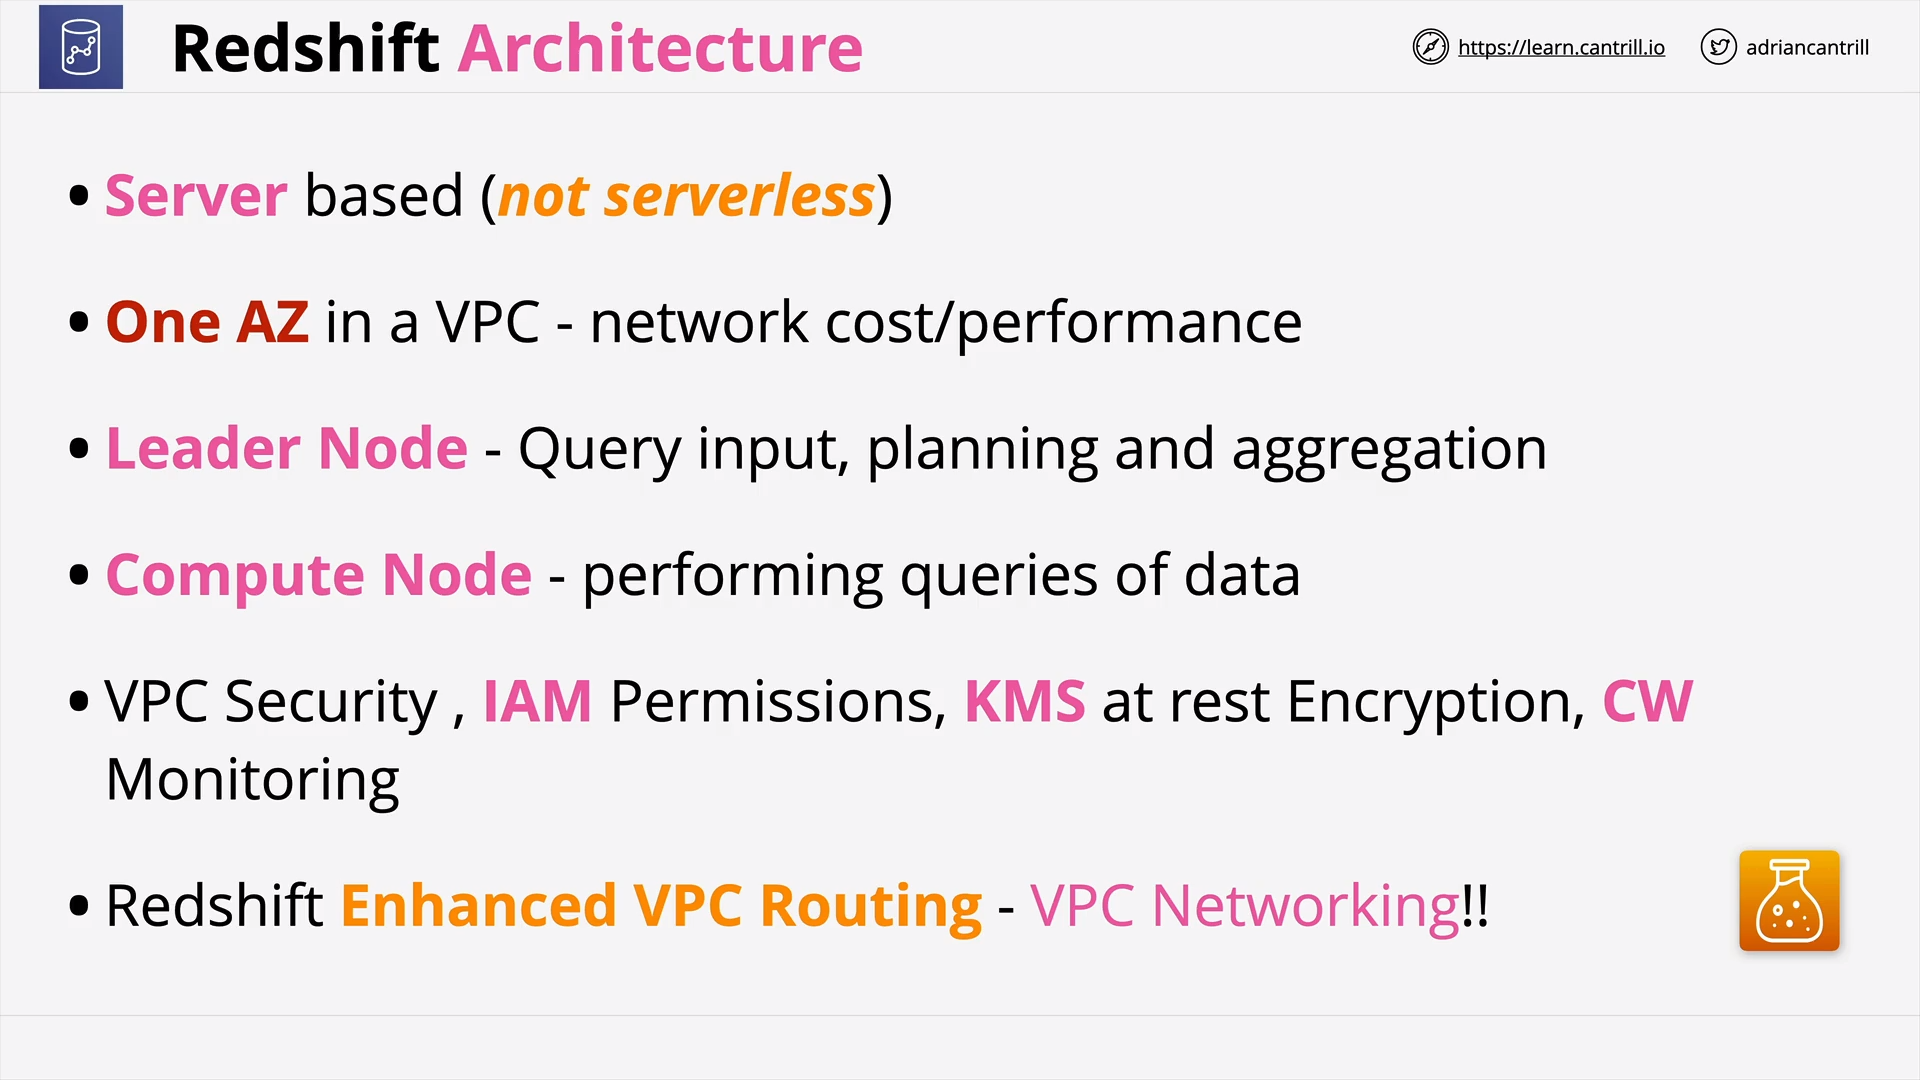 Redshift Architecture
https://learn.cantrill.io
adriancantrill
• Server based (not serverless)
• One AZ in a VPC - network cost/performance
• Leader Node - Query input, planning and aggregation
• Compute Node - performing queries of data
• VPC Security , IAM Permissions, KMS at rest Encryption, CW
Monitoring
• Redshift Enhanced VPC Routing - VPC Networking!!